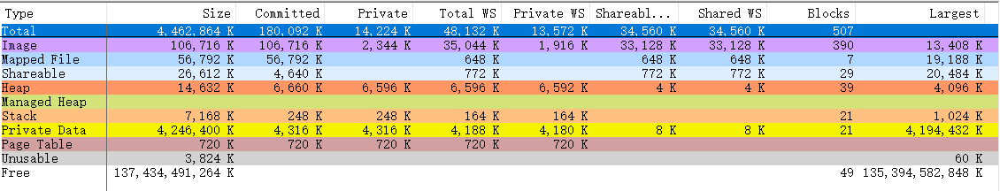 Type Size Committed Private Total WS Private WS Shareabl... Shared WS Blocks Largest
Total 4,462,864 K 180,092 K 14,224 K 48,132 K 13,572 K 34,560 K 34,560 K 507
Image 106,716 K 106,716 K 2,344 K 35,044 K 1,916 K 33,128 K 33,128 K 390 13,408 K
Mapped File 56,792 K 56,792 K 648 K 648 K 648 K 7 19,188 K
Shareable 26,612 K 4,640 K 772 K 772 K 772 K 29 20,484 K
Heap 14,632 K 6,660 K 6,596 K 6,596 K 6,592 K 4 K 4 K 39 4,096 K
Managed Heap
Stack 7,168 K 248 K 248 K 164 K 164 K 21 1,024 K
Private Data 4,246,400 K 4,316 K 4,316 K 4,188 K 4,180 K 8 K 8 K 21 4,194,432 K
Page Table 720 K 720 K 720 K 720 K 720 K
Unusable 3,824 K 60 K
Free 137,434,491,264 K 49 135,394,582,848 K